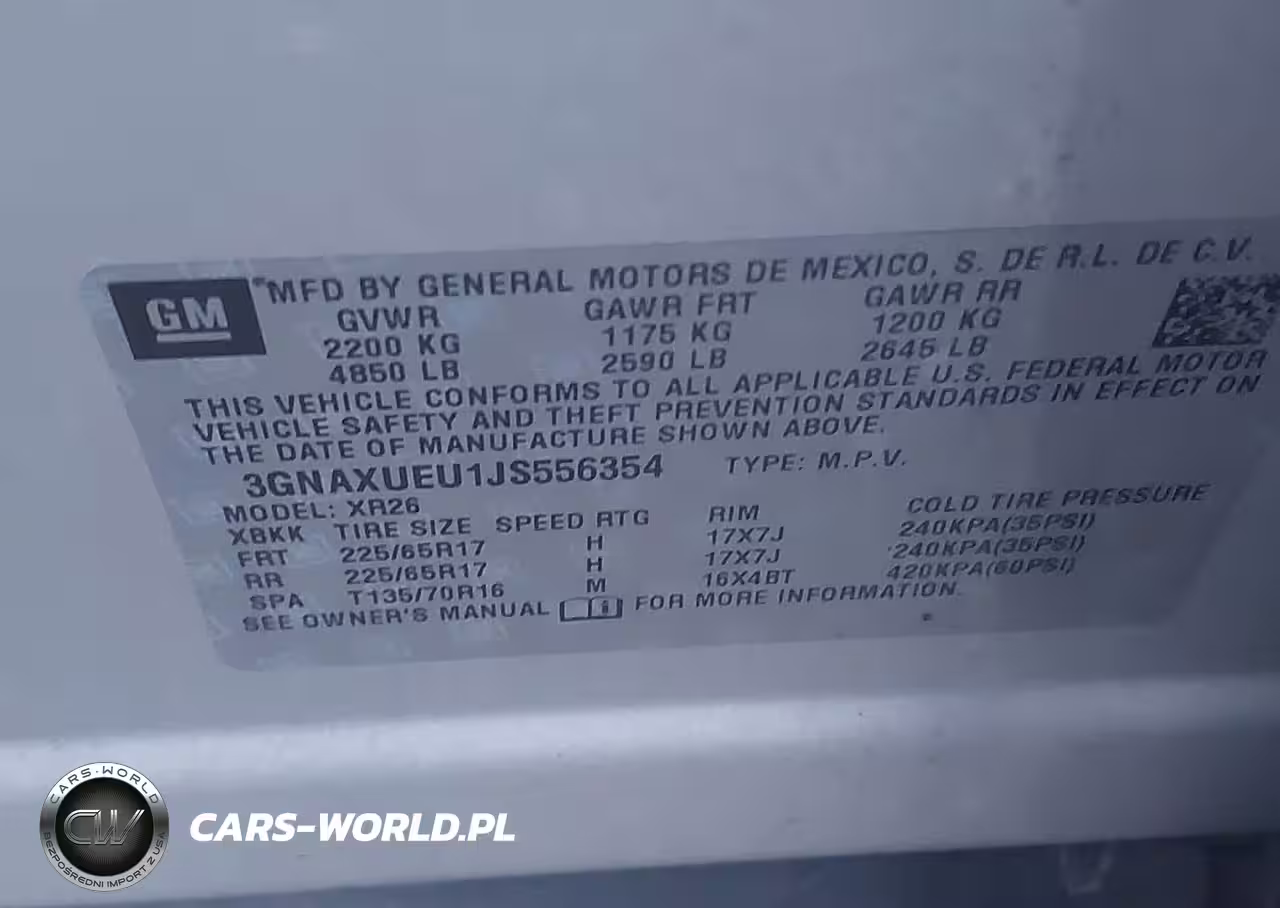 GM
MFD BY GENERAL MOTORS DE MEXICO, S. DE R.L. DE C.V.
GVWR GAWR FRT GAWR RR
2200 KG 1175 KG 1200 KG
4850 LB 2590 LB 2645 LB
THIS VEHICLE CONFORMS TO ALL APPLICABLE U.S. FEDERAL MOTOR
VEHICLE SAFETY AND THEFT PREVENTION STANDARDS IN EFFECT ON
THE DATE OF MANUFACTURE SHOWN ABOVE.
3GNAXUEU1JS556354 TYPE: M.P.V.
MODEL: XR26
XBKK TIRE SIZE SPEED RTG RIM COLD TIRE PRESSURE
FRT 225/65R17 H 17X7J 240KPA(35PSI)
RR 225/65R17 H 17X7J 240KPA(35PSI)
SPA T135/70R16 M 16X4BT 420KPA(60PSI)
SEE OWNER'S MANUAL FOR MORE INFORMATION.
CARS-WORLD
CW
BEZPOŚREDNI IMPORT Z USA
CARS-WORLD.PL